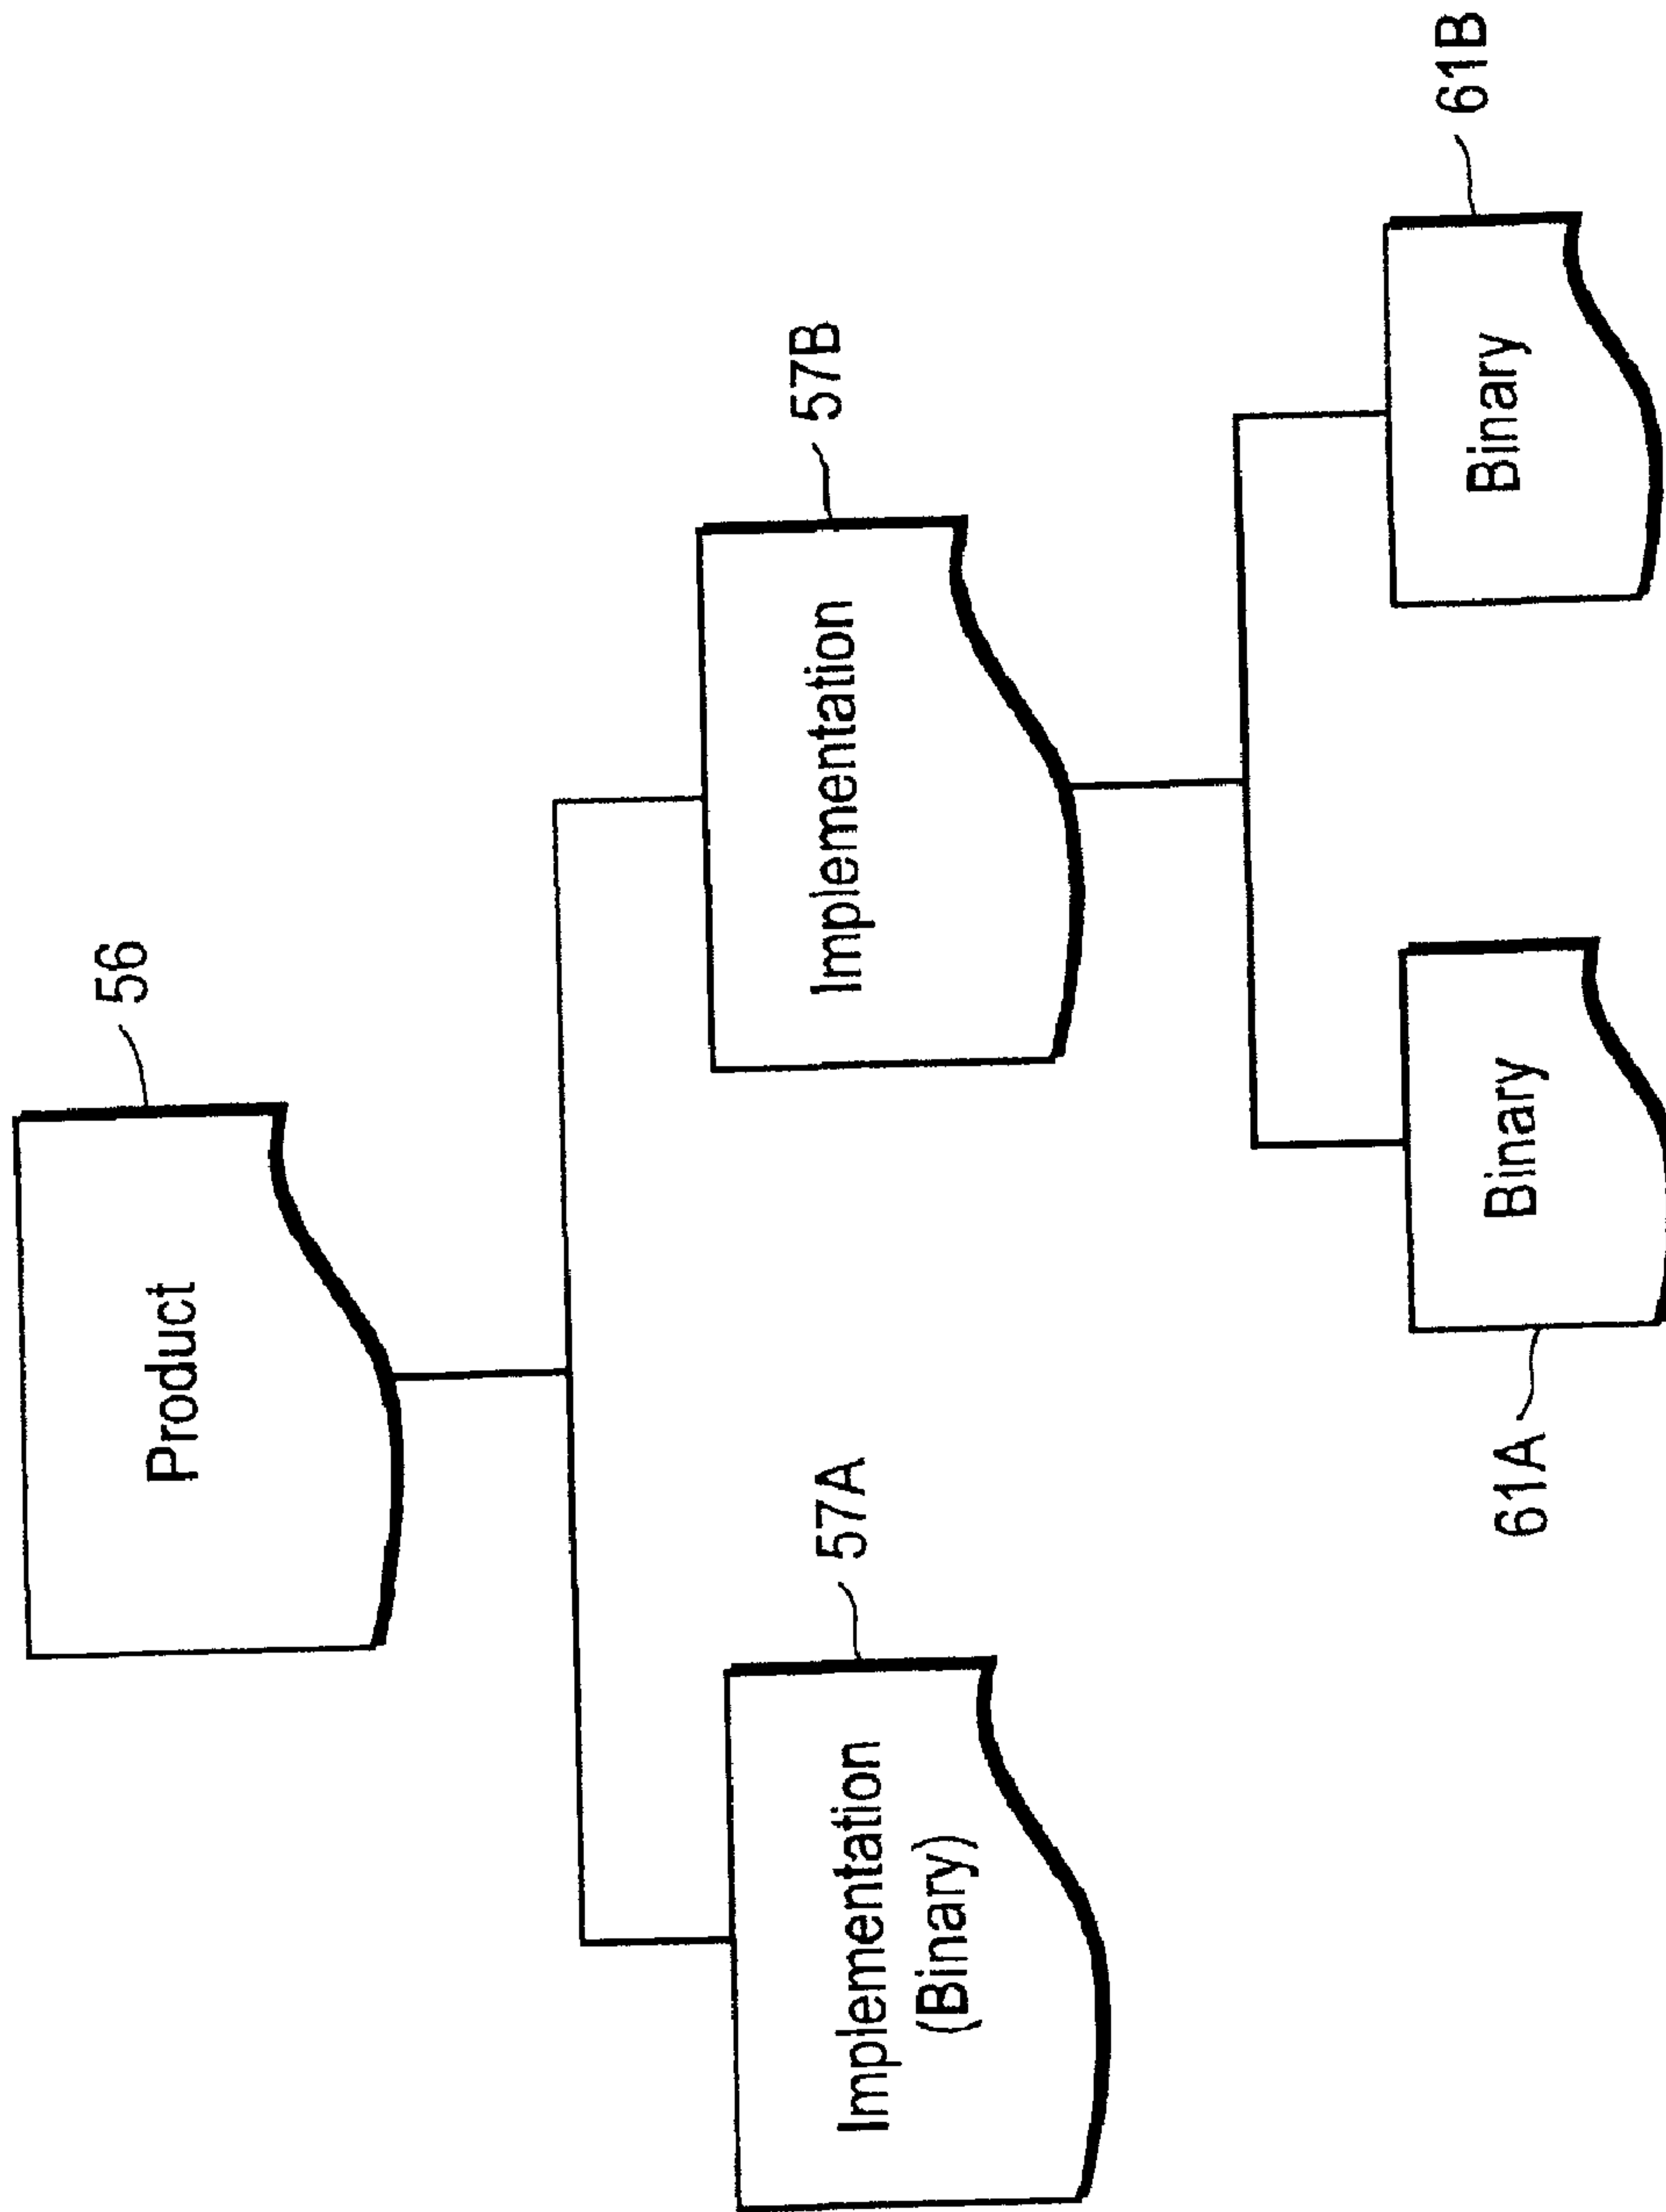 56
Product
57A
57B
Implementation
(Binary)
Implementation
61A
61B
Binary
Binary